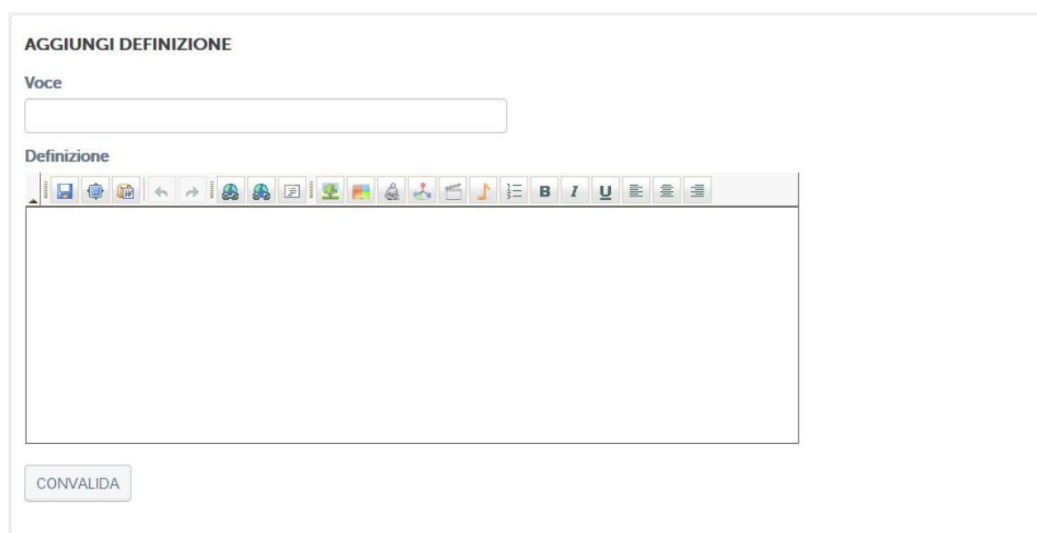 AGGIUNGI DEFINIZIONE
Voce
Definizione
B I U
CONVALIDA